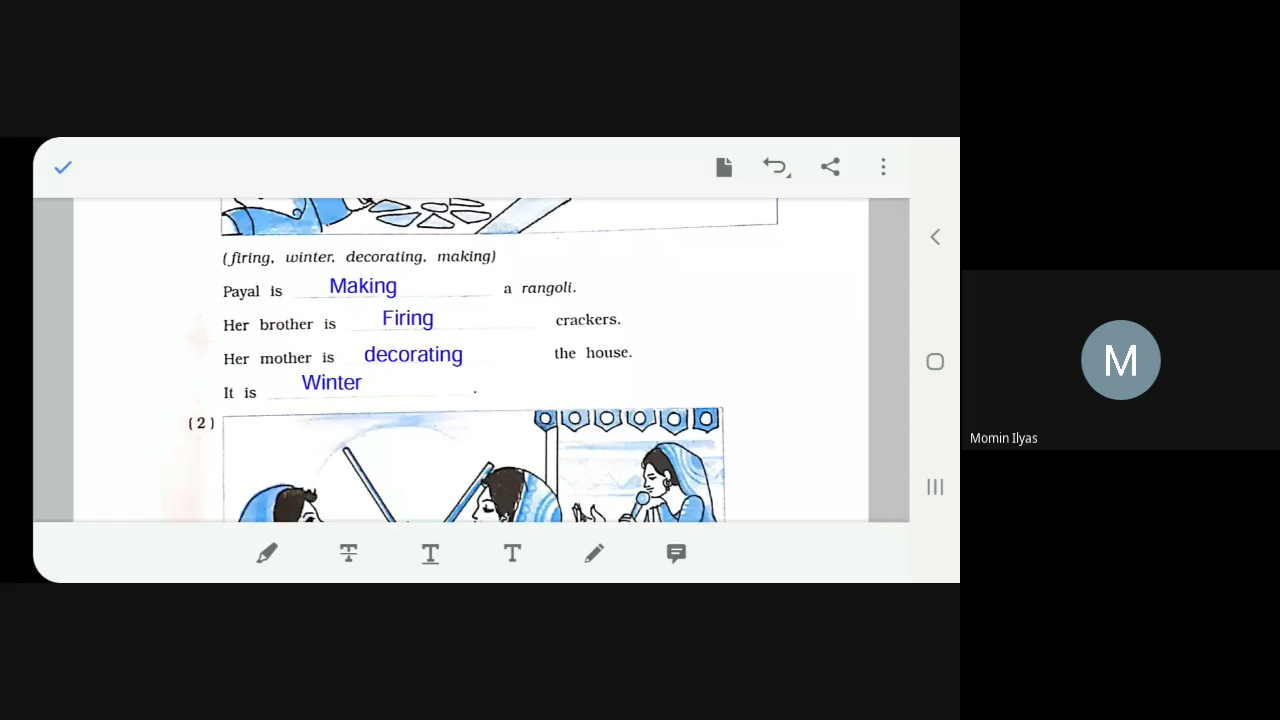 (firing, winter, decorating, making)
Payal is Making a rangoli.
Her brother is Firing crackers.
Her mother is decorating the house.
It is Winter .
(2)
M
Momin Ilyas